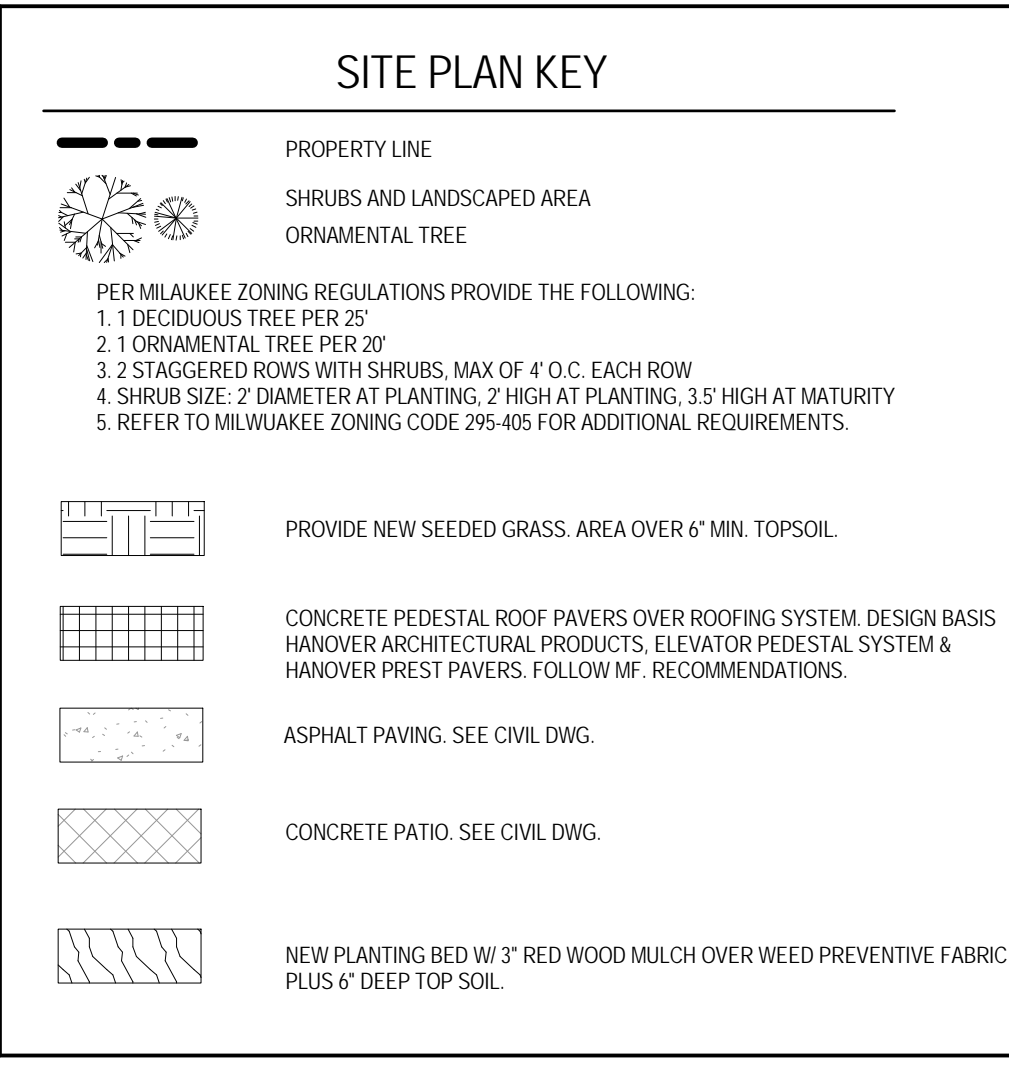 SITE PLAN KEY
PROPERTY LINE
SHRUBS AND LANDSCAPED AREA
ORNAMENTAL TREE
PER MILAUKEE ZONING REGULATIONS PROVIDE THE FOLLOWING:
1. 1 DECIDUOUS TREE PER 25'
2. 1 ORNAMENTAL TREE PER 20'
3. 2 STAGGERED ROWS WITH SHRUBS, MAX OF 4' O.C. EACH ROW
4. SHRUB SIZE: 2' DIAMETER AT PLANTING, 2' HIGH AT PLANTING, 3.5' HIGH AT MATURITY
5. REFER TO MILWUAKEE ZONING CODE 295-405 FOR ADDITIONAL REQUIREMENTS.
PROVIDE NEW SEEDED GRASS. AREA OVER 6" MIN. TOPSOIL.
CONCRETE PEDESTAL ROOF PAVERS OVER ROOFING SYSTEM. DESIGN BASIS
HANOVER ARCHITECTURAL PRODUCTS, ELEVATOR PEDESTAL SYSTEM &
HANOVER PREST PAVERS. FOLLOW MF. RECOMMENDATIONS.
ASPHALT PAVING. SEE CIVIL DWG.
CONCRETE PATIO. SEE CIVIL DWG.
NEW PLANTING BED W/ 3" RED WOOD MULCH OVER WEED PREVENTIVE FABRIC
PLUS 6" DEEP TOP SOIL.